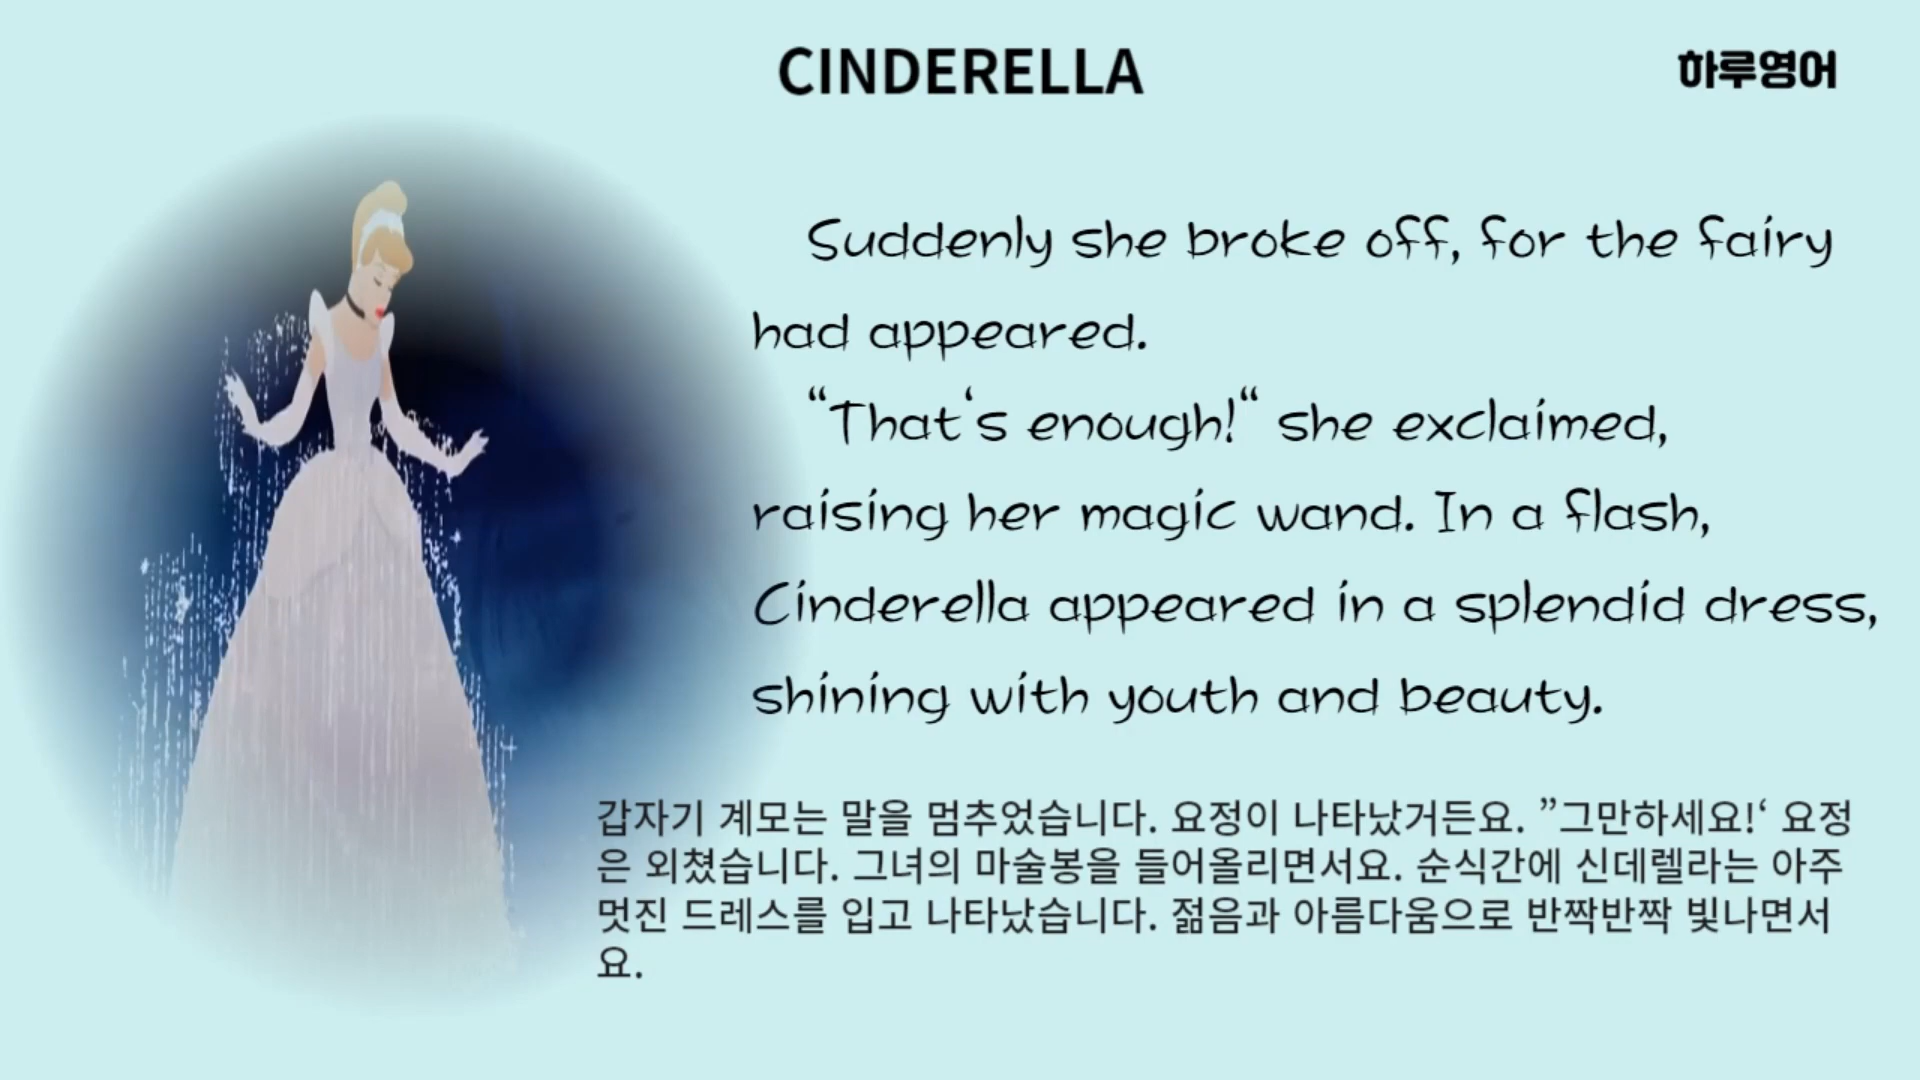 CINDERELLA
하루영어
Suddenly she broke off, for the fairy
had appeared.
“That‘s enough!“ she exclaimed,
raising her magic wand. In a flash,
Cinderella appeared in a splendid dress,
shining with youth and beauty.
갑자기 계모는 말을 멈추었습니다. 요정이 나타났거든요. ”그만하세요!‘ 요정
은 외쳤습니다. 그녀의 마술봉을 들어올리면서요. 순식간에 신데렐라는 아주
멋진 드레스를 입고 나타났습니다. 젊음과 아름다움으로 반짝반짝 빛나면서
요.